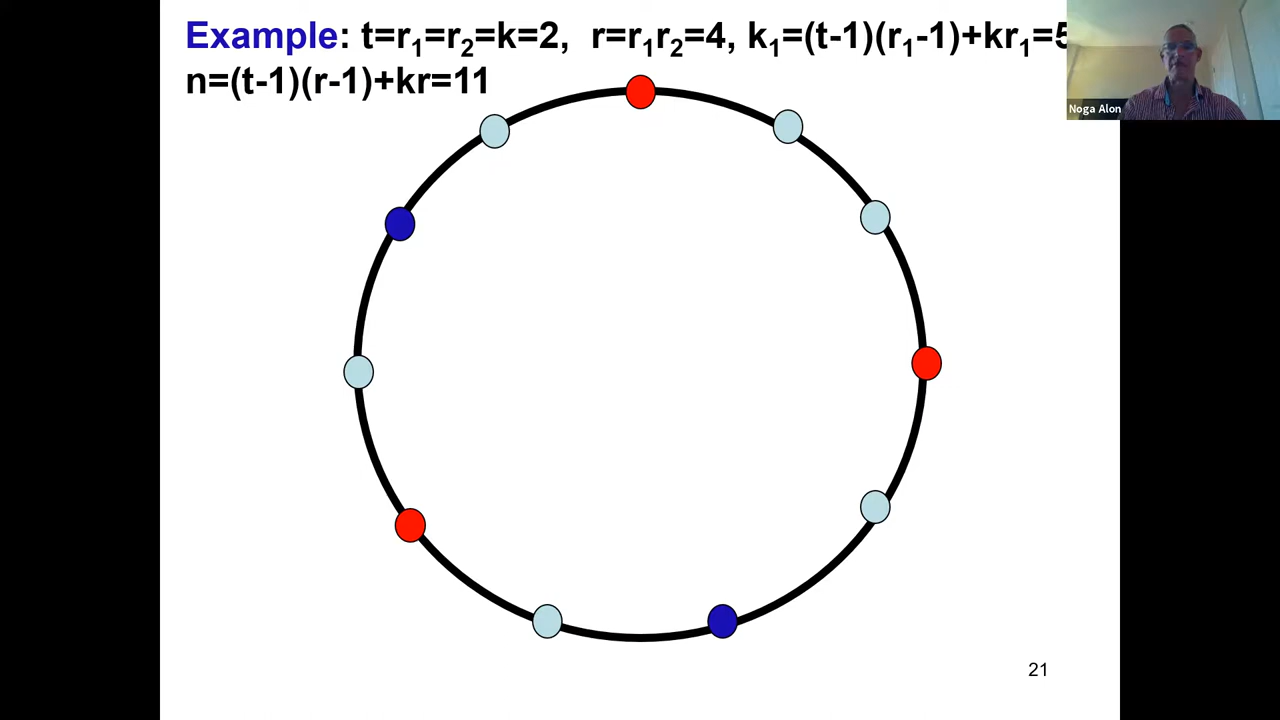 Example: t=r₁=r₂=k=2, r=r₁r₂=4, k₁=(t-1)(r₁-1)+kr₁=5
n=(t-1)(r-1)+kr=11
Noga Alon
21